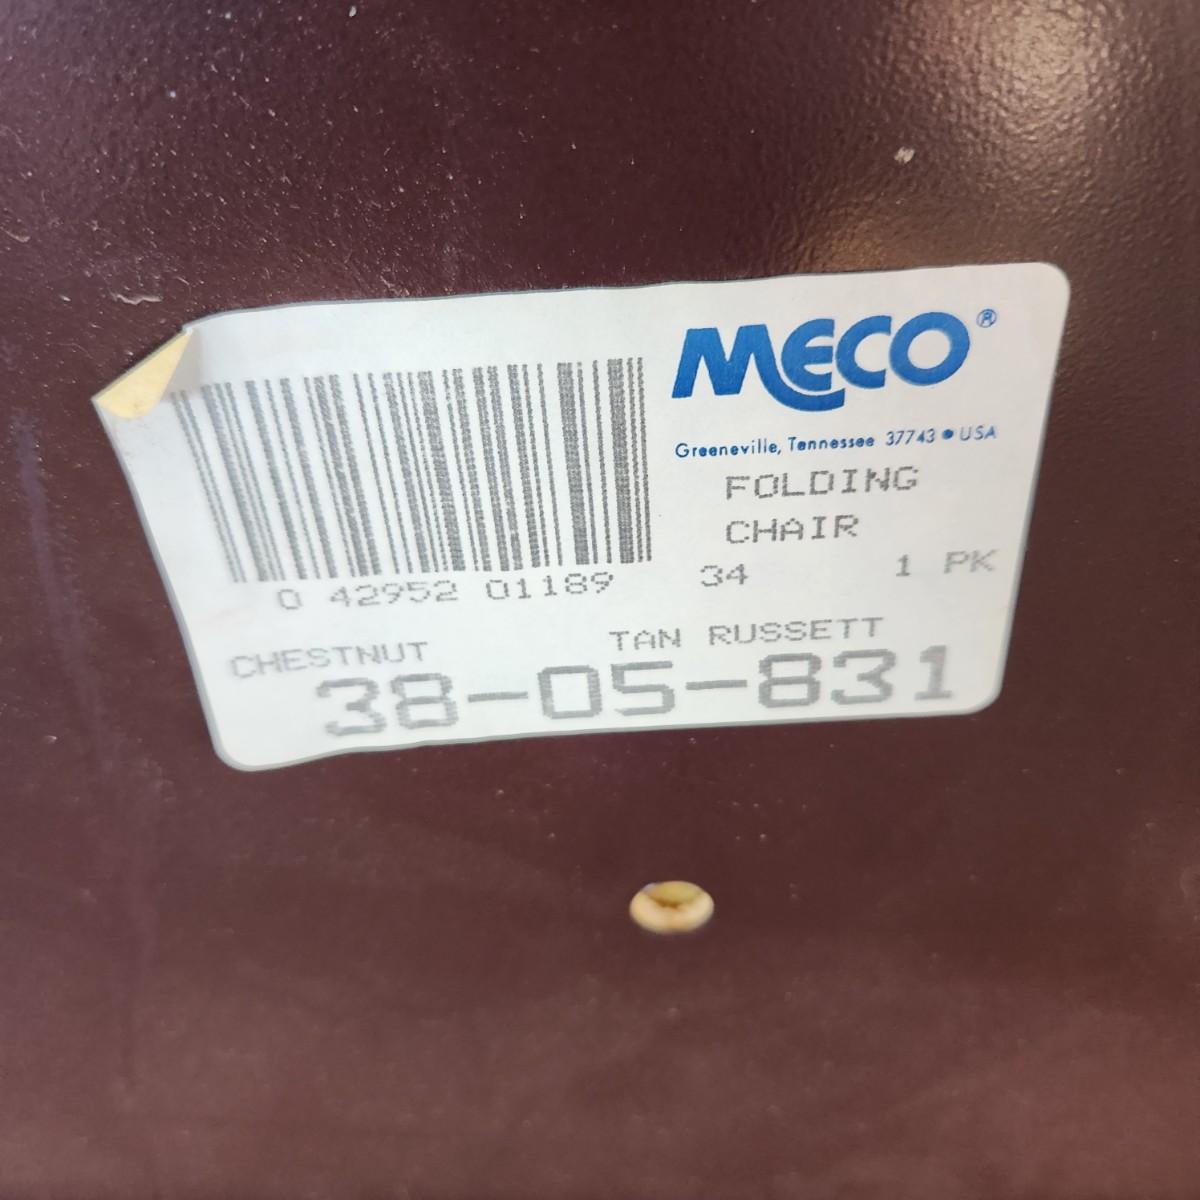 MECO®
Greeneville, Tennessee 37743 • USA
FOLDING
CHAIR
34 1 PK
0 42952 01189
CHESTNUT TAN RUSSETT
38-05-831